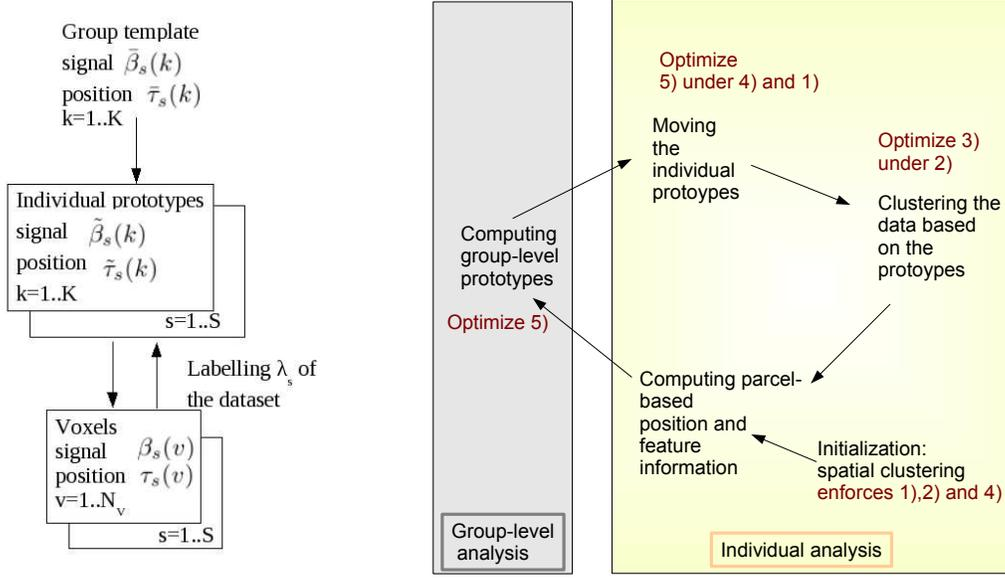 Group template
signal β̄ₛ(k)
position τ̄ₛ(k)
k=1..K
Individual prototypes
signal β̃ₛ(k)
position τ̃ₛ(k)
k=1..K
s=1..S
Labelling λₛ of
the dataset
Voxels
signal βₛ(v)
position τₛ(v)
v=1..Nᵥ
s=1..S
Computing
group-level
prototypes
Optimize 5)
Group-level
analysis
Optimize
5) under 4) and 1)
Moving
the
individual
protoypes
Optimize 3)
under 2)
Clustering the
data based
on the
protoypes
Computing parcel-
based
position and
feature
information
Initialization:
spatial clustering
enforces 1),2) and 4)
Individual analysis